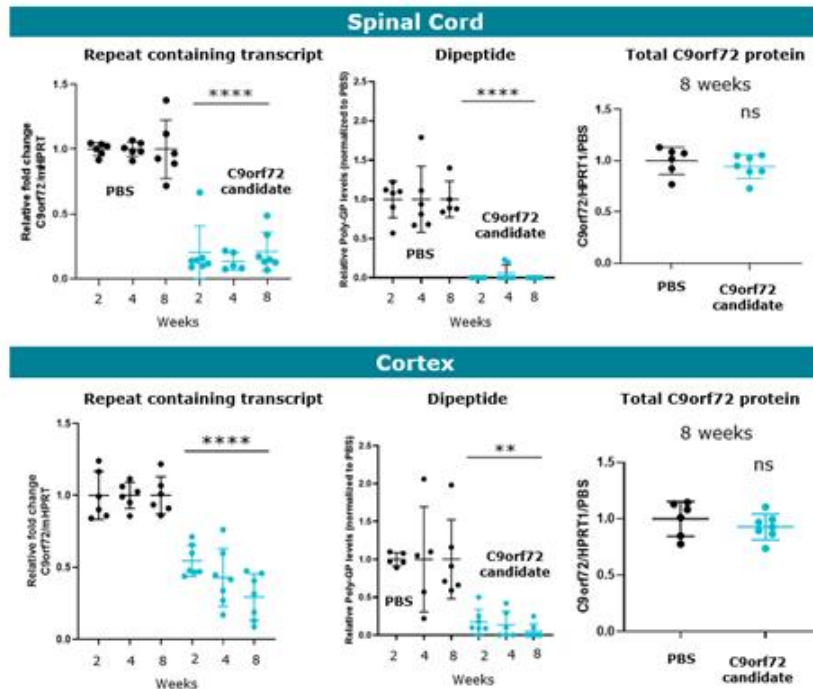 Spinal Cord
Repeat containing transcript
Dipeptide
Total C9orf72 protein
Relative fold change
C9orf72/mHPRT
1.5
1.0
0.5
0.0
****
PBS
C9orf72
candidate
2 4 8 2 4 8
Weeks
Relative Poly-GP levels (normalized to PBS)
2.5
2.0
1.5
1.0
0.5
0.0
****
C9orf72
candidate
PBS
2 4 8 2 4 8
Weeks
8 weeks
ns
C9orf72/HPRT1/PBS
1.5
1.0
0.5
0.0
PBS
C9orf72
candidate
Cortex
Repeat containing transcript
Dipeptide
Total C9orf72 protein
Relative fold change
C9orf72/mHPRT
1.5
1.0
0.5
0.0
****
2 4 8 2 4 8
Weeks
Relative Poly-GP levels (normalized to PBS)
2.5
2.0
1.5
1.0
0.5
0.0
**
C9orf72
candidate
PBS
2 4 8 2 4 8
Weeks
8 weeks
ns
C9orf72/HPRT1/PBS
1.5
1.0
0.5
0.0
PBS
C9orf72
candidate